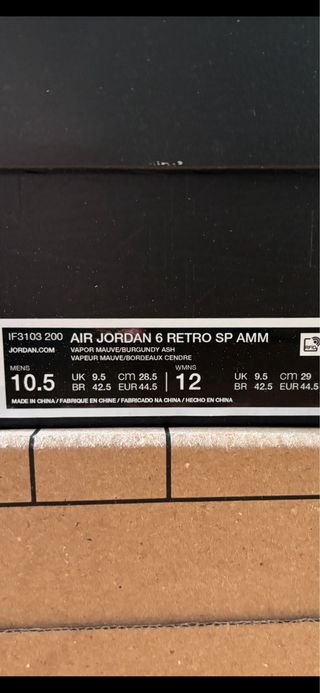 IF3103 200 AIR JORDAN 6 RETRO SP AMM
JORDAN.COM VAPOR MAUVE/BURGUNDY ASH
VAPEUR MAUVE/BORDEAUX CENDRE
RFID
MENS WMNS
10.5 UK 9.5 CM 28.5 12 UK 9.5 CM 29
BR 42.5 EUR 44.5 BR 42.5 EUR 44.5
MADE IN CHINA / FABRIQUE EN CHINE / FABRICADO NA CHINA / HECHO EN CHINA